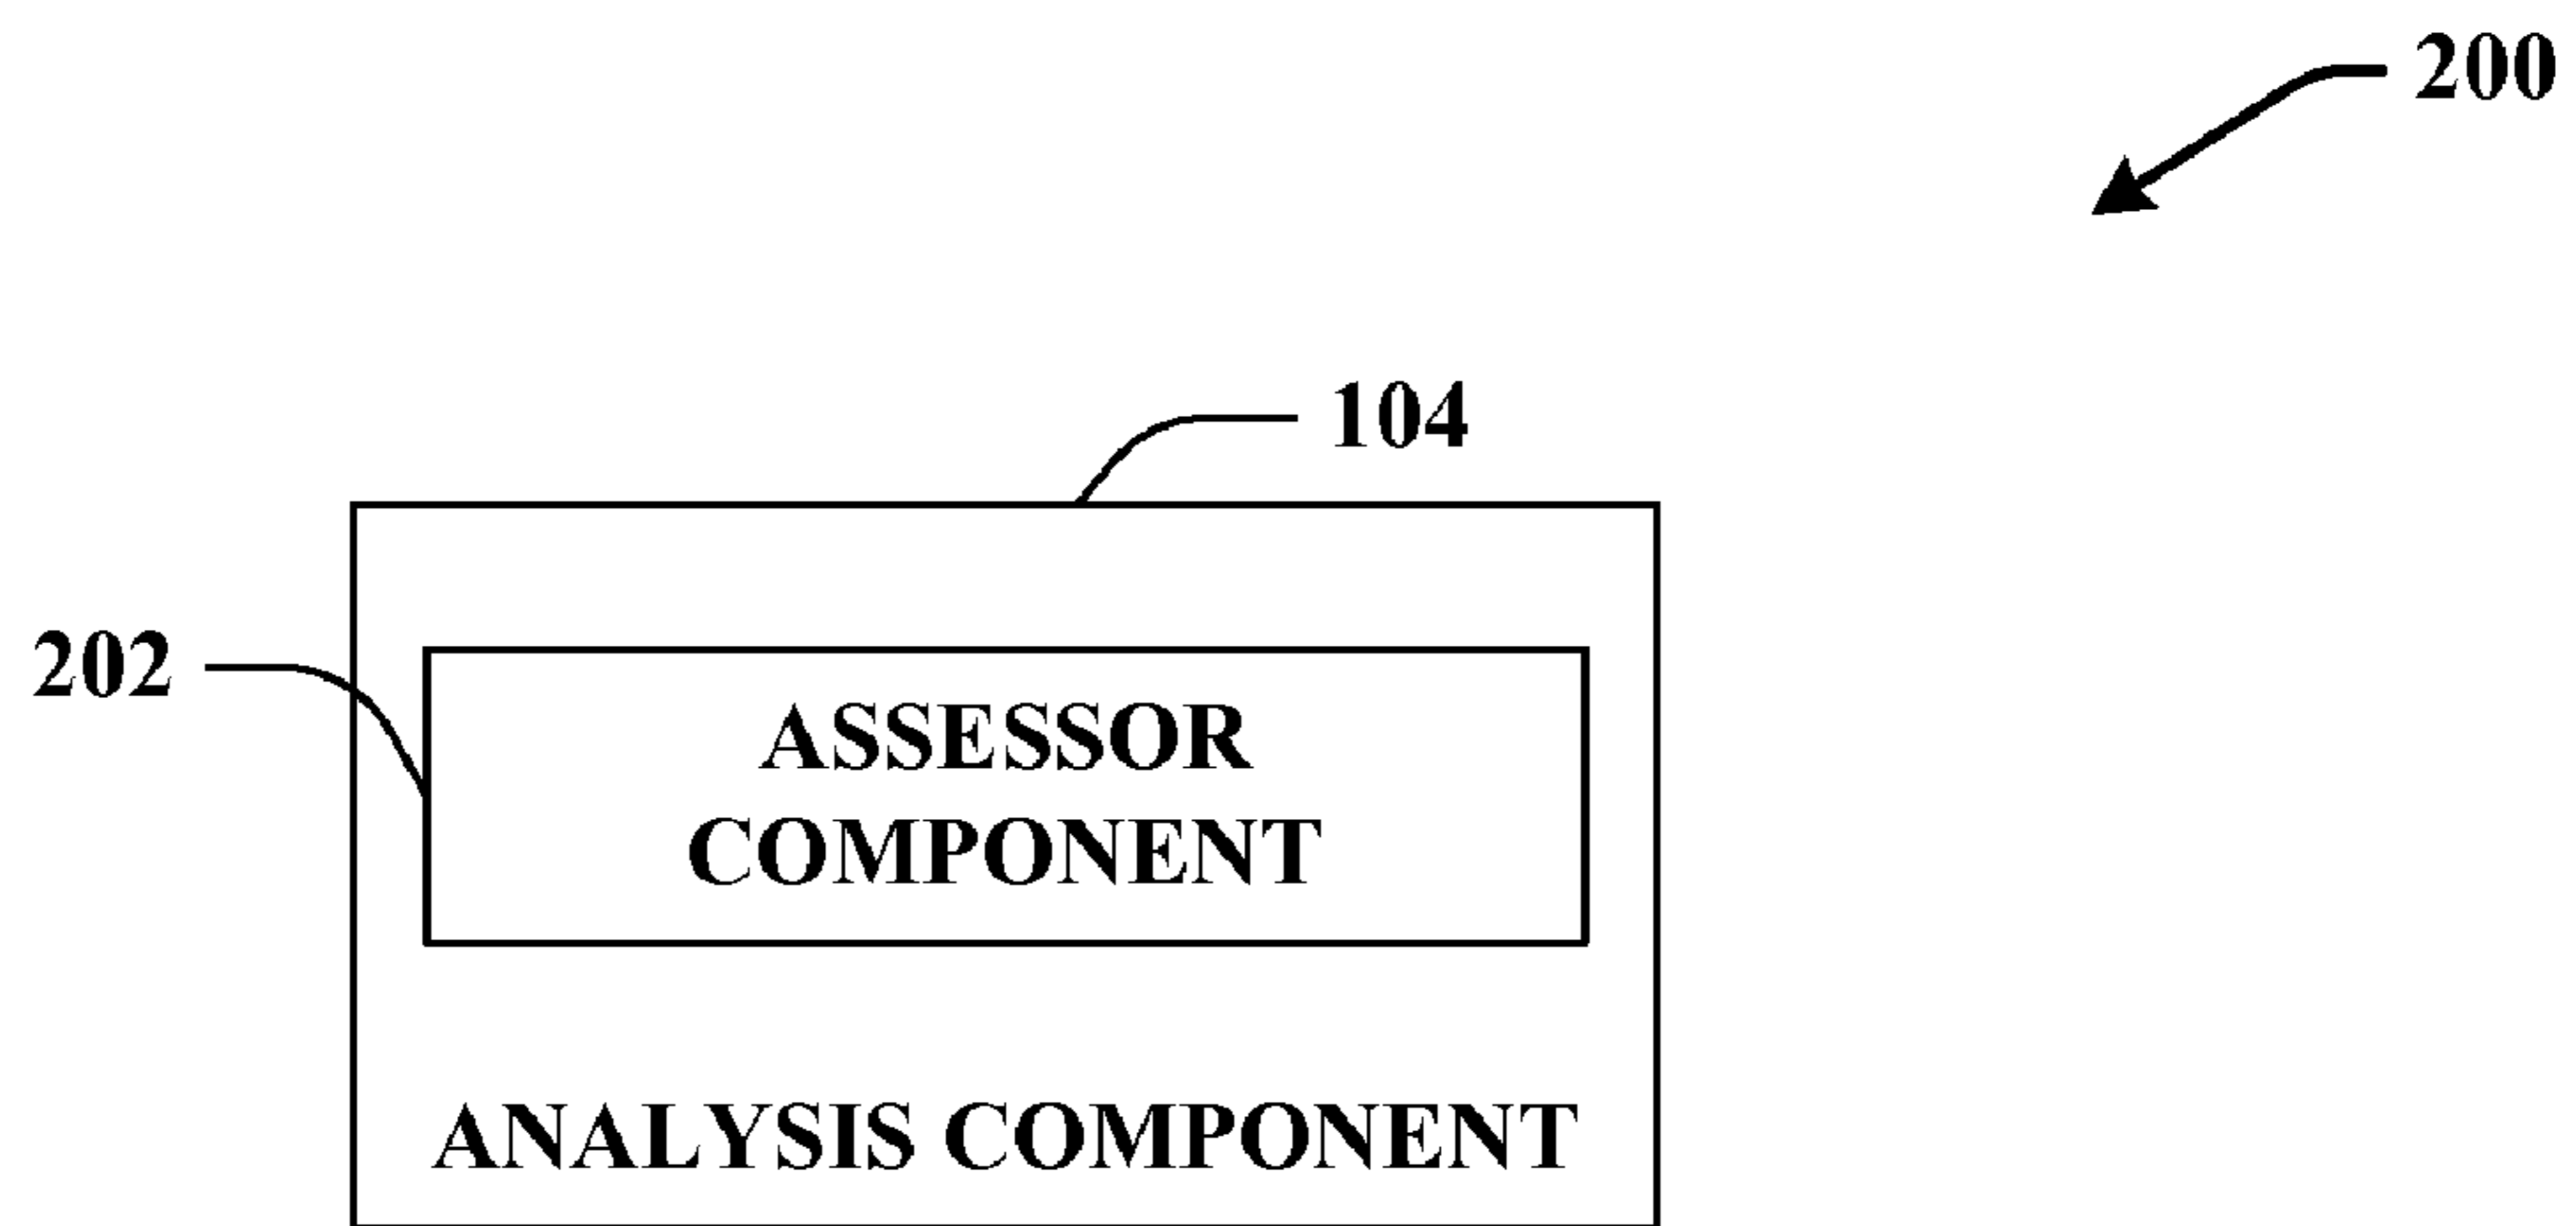 200
104
202
ASSESSOR
COMPONENT
ANALYSIS COMPONENT